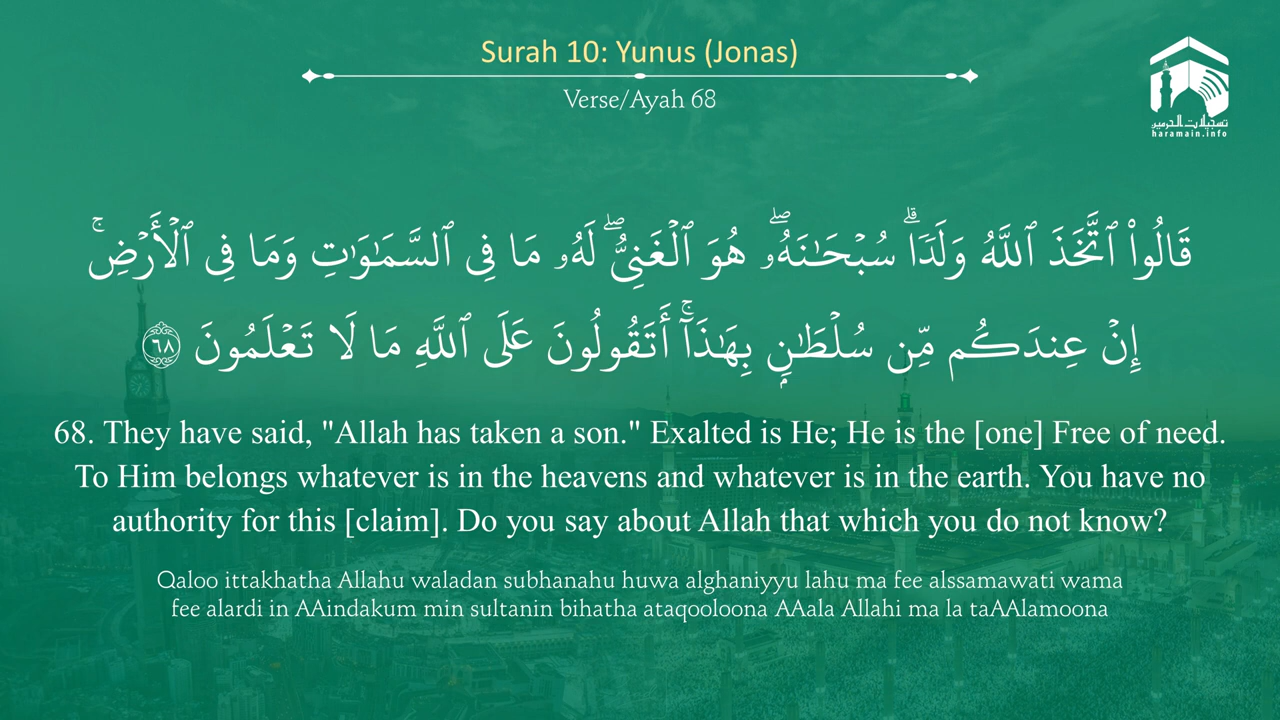 Surah 10: Yunus (Jonas)
Verse/Ayah 68
تسجيلات الحرمين
haramain.info
قَالُوا۟ ٱتَّخَذَ ٱللَّهُ وَلَدًۭا ۗ سُبْحَـٰنَهُۥ ۖ هُوَ ٱلْغَنِىُّ ۖ لَهُۥ مَا فِى ٱلسَّمَـٰوَٰتِ وَمَا فِى ٱلْأَرْضِ ۚ
إِنْ عِندَكُم مِّن سُلْطَـٰنٍۭ بِهَـٰذَآ ۚ أَتَقُولُونَ عَلَى ٱللَّهِ مَا لَا تَعْلَمُونَ ٦٨
68. They have said, "Allah has taken a son." Exalted is He; He is the [one] Free of need.
To Him belongs whatever is in the heavens and whatever is in the earth. You have no
authority for this [claim]. Do you say about Allah that which you do not know?
Qaloo ittakhatha Allahu waladan subhanahu huwa alghaniyyu lahu ma fee alssamawati wama
fee alardi in AAindakum min sultanin bihatha ataqooloona AAala Allahi ma la taAAlamoona